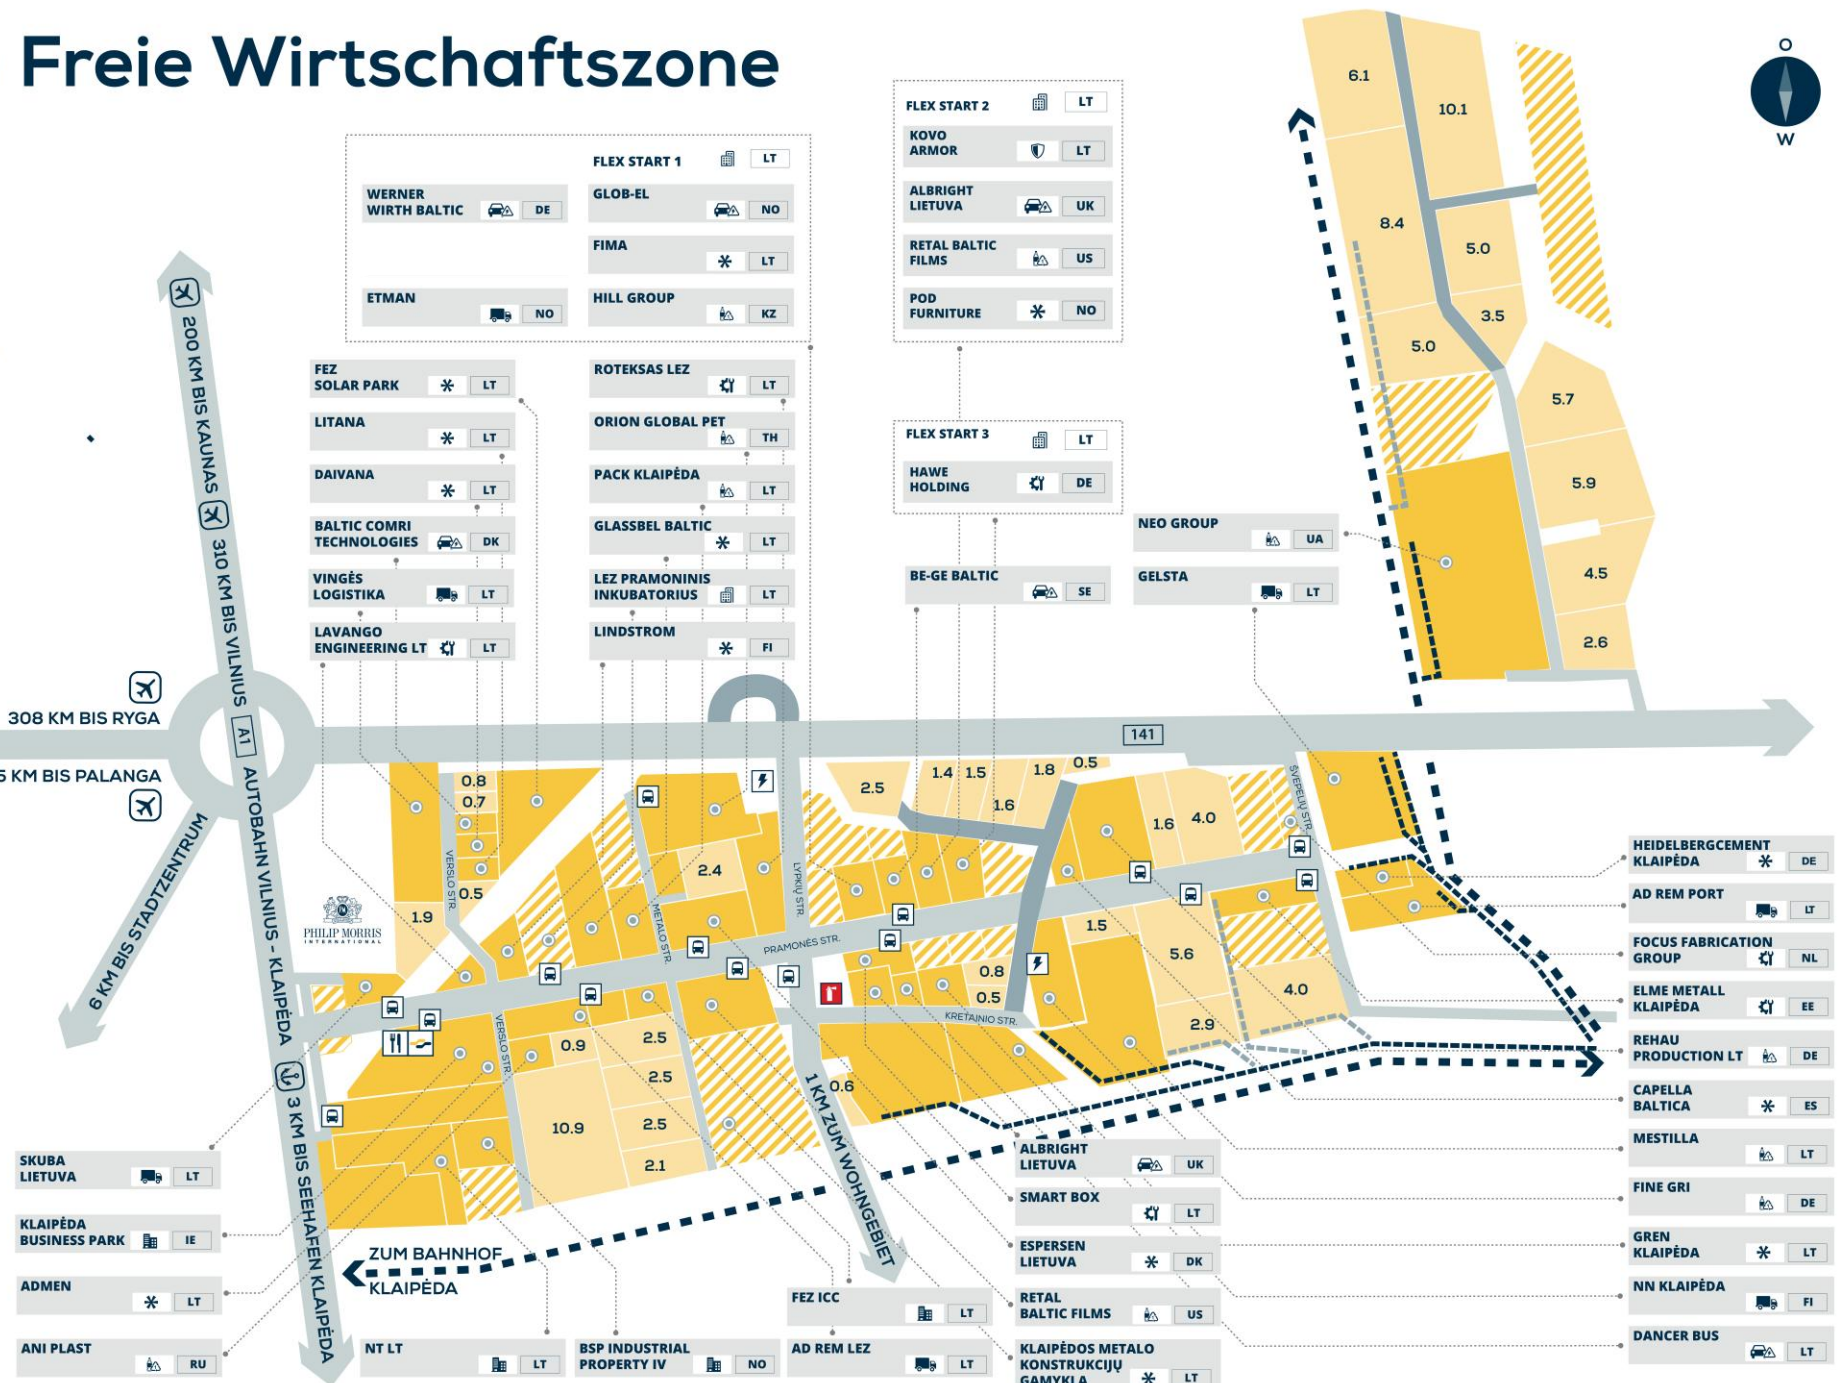 Freie Wirtschaftszone
O
W
FLEX START 1
LT
WERNER
WIRTH BALTIC
DE
GLOB-EL
NO
FIMA
LT
ETMAN
NO
HILL GROUP
KZ
FLEX START 2
LT
KOVO
ARMOR
LT
ALBRIGHT
LIETUVA
UK
RETAL BALTIC
FILMS
US
POD
FURNITURE
NO
FLEX START 3
LT
HAWE
HOLDING
DE
FEZ
SOLAR PARK
LT
LITANA
LT
DAIVANA
LT
BALTIC COMRI
TECHNOLOGIES
DK
VINGĖS
LOGISTIKA
LT
LAVANGO
ENGINEERING LT
LT
ROTEKSAS LEZ
LT
ORION GLOBAL PET
TH
PACK KLAIPĖDA
LT
GLASSBEL BALTIC
LT
LEZ PRAMONINIS
INKUBATORIUS
LT
LINDSTROM
FI
BE-GE BALTIC
SE
NEO GROUP
UA
GELSTA
LT
6.1
10.1
8.4
5.0
3.5
5.0
5.7
5.9
4.5
2.6
200 KM BIS KAUNAS
310 KM BIS VILNIUS
A1
AUTOBAHN VILNIUS - KLAIPĖDA
3 KM BIS SEEHAFEN KLAIPĖDA
308 KM BIS RYGA
5 KM BIS PALANGA
6 KM BIS STADTZENTRUM
141
PHILIP MORRIS
INTERNATIONAL
0.8
0.7
0.5
1.9
2.4
2.5
1.4
1.5
1.6
1.8
0.5
1.6
4.0
VERSLO STR.
METALO STR.
LYPKIŲ STR.
PRAMONĖS STR.
ŠVEPELIŲ STR.
KRETAINIO STR.
VERSLO STR.
1.5
5.6
2.9
4.0
0.8
0.5
0.9
2.5
2.5
2.5
2.1
10.9
0.6
1 KM ZUM WOHNGEBIET
ZUM BAHNHOF
KLAIPĖDA
SKUBA
LIETUVA
LT
KLAIPĖDA
BUSINESS PARK
IE
ADMEN
LT
ANI PLAST
RU
NT LT
LT
BSP INDUSTRIAL
PROPERTY IV
NO
FEZ ICC
LT
AD REM LEZ
LT
ALBRIGHT
LIETUVA
UK
SMART BOX
LT
ESPERSEN
LIETUVA
DK
RETAL
BALTIC FILMS
US
KLAIPĖDOS METALO
KONSTRUKCIJŲ
GAMYKLA
LT
HEIDELBERGCEMENT
KLAIPĖDA
DE
AD REM PORT
LT
FOCUS FABRICATION
GROUP
NL
ELME METALL
KLAIPĖDA
EE
REHAU
PRODUCTION LT
DE
CAPELLA
BALTICA
ES
MESTILLA
LT
FINE GRI
DE
GREN
KLAIPĖDA
LT
NN KLAIPĖDA
FI
DANCER BUS
LT